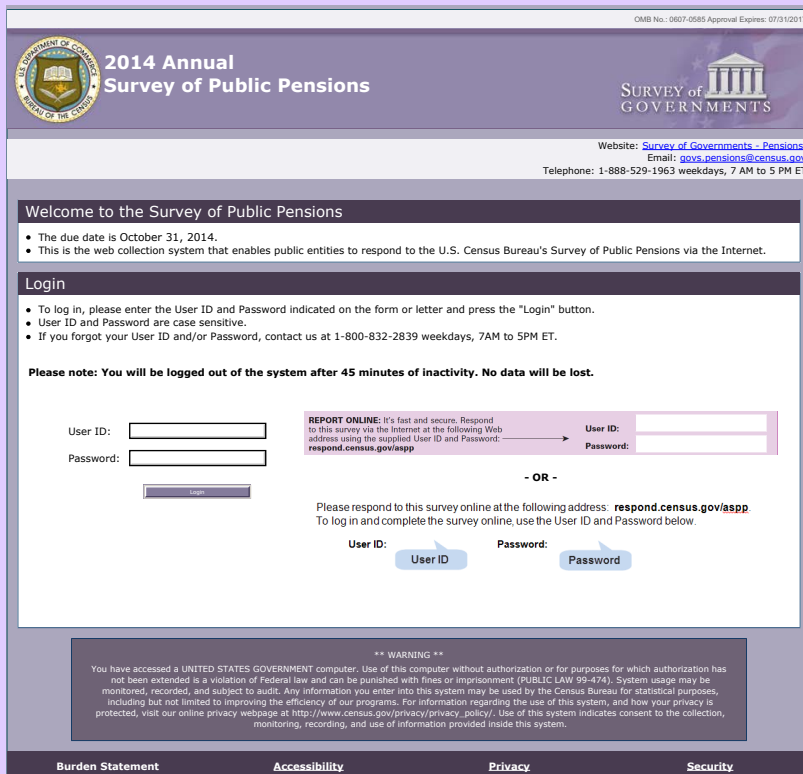 OMB No.: 0607-0585 Approval Expires: 07/31/2017
U.S. DEPARTMENT OF COMMERCE
BUREAU OF THE CENSUS
2014 Annual
Survey of Public Pensions
SURVEY of
GOVERNMENTS
Website: Survey of Governments - Pensions
Email: govs.pensions@census.gov
Telephone: 1-888-529-1963 weekdays, 7 AM to 5 PM ET
Welcome to the Survey of Public Pensions
• The due date is October 31, 2014.
• This is the web collection system that enables public entities to respond to the U.S. Census Bureau's Survey of Public Pensions via the Internet.
Login
• To log in, please enter the User ID and Password indicated on the form or letter and press the "Login" button.
• User ID and Password are case sensitive.
• If you forgot your User ID and/or Password, contact us at 1-800-832-2839 weekdays, 7AM to 5PM ET.
Please note: You will be logged out of the system after 45 minutes of inactivity. No data will be lost.
User ID:
Password:
Login
REPORT ONLINE: It's fast and secure. Respond
to this survey via the Internet at the following Web
address using the supplied User ID and Password:
respond.census.gov/aspp
User ID:
Password:
- OR -
Please respond to this survey online at the following address: respond.census.gov/aspp.
To log in and complete the survey online, use the User ID and Password below.
User ID: Password:
User ID Password
** WARNING **
You have accessed a UNITED STATES GOVERNMENT computer. Use of this computer without authorization or for purposes for which authorization has
not been extended is a violation of Federal law and can be punished with fines or imprisonment (PUBLIC LAW 99-474). System usage may be
monitored, recorded, and subject to audit. Any information you enter into this system may be used by the Census Bureau for statistical purposes,
including but not limited to improving the efficiency of our programs. For information regarding the use of this system, and how your privacy is
protected, visit our online privacy webpage at http://www.census.gov/privacy/privacy_policy/. Use of this system indicates consent to the collection,
monitoring, recording, and use of information provided inside this system.
Burden Statement Accessibility Privacy Security